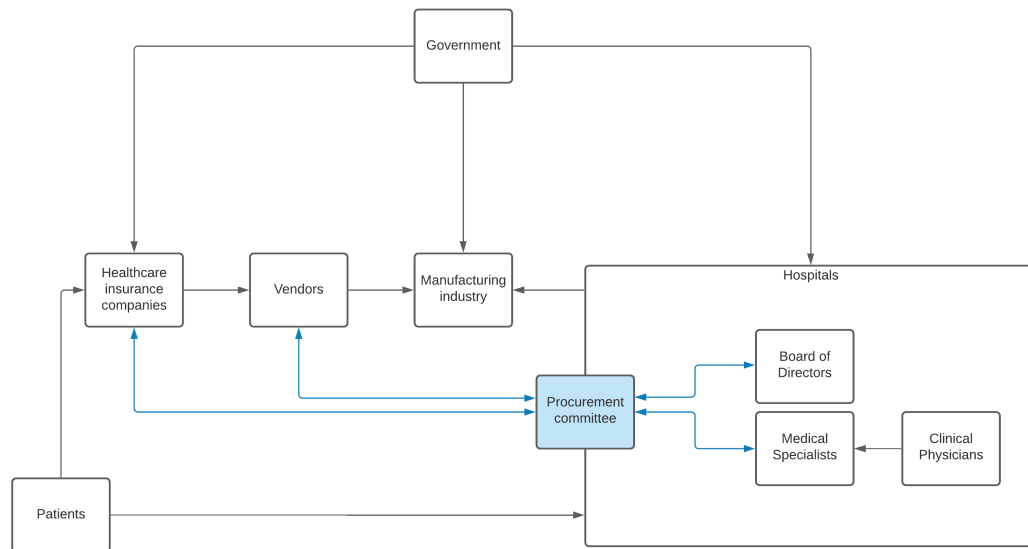 Government
Healthcare
insurance
companies
Vendors
Manufacturing
industry
Hospitals
Board of
Directors
Procurement
committee
Medical
Specialists
Clinical
Physicians
Patients